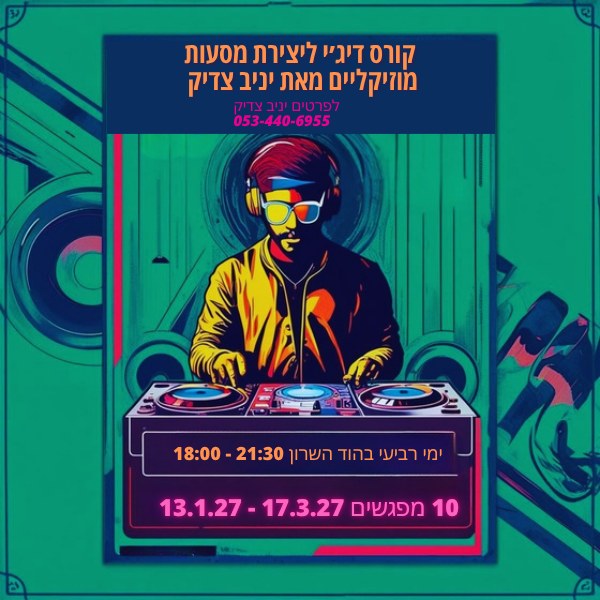 קורס דיג׳י ליצירת מסעות
מוזיקליים מאת יניב צדיק
לפרטים יניב צדיק
053-440-6955
ימי רביעי בהוד השרון 21:30 - 18:00
10 מפגשים 17.3.27 - 13.1.27